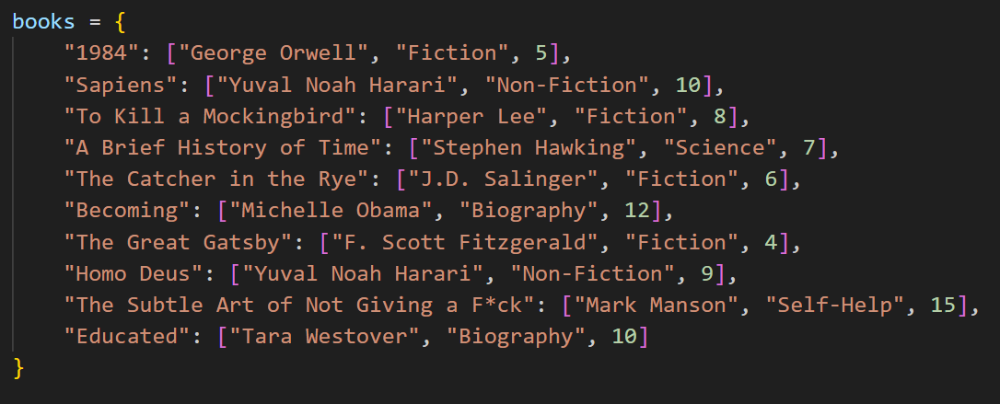 books = {
    "1984": ["George Orwell", "Fiction", 5],
    "Sapiens": ["Yuval Noah Harari", "Non-Fiction", 10],
    "To Kill a Mockingbird": ["Harper Lee", "Fiction", 8],
    "A Brief History of Time": ["Stephen Hawking", "Science", 7],
    "The Catcher in the Rye": ["J.D. Salinger", "Fiction", 6],
    "Becoming": ["Michelle Obama", "Biography", 12],
    "The Great Gatsby": ["F. Scott Fitzgerald", "Fiction", 4],
    "Homo Deus": ["Yuval Noah Harari", "Non-Fiction", 9],
    "The Subtle Art of Not Giving a F*ck": ["Mark Manson", "Self-Help", 15],
    "Educated": ["Tara Westover", "Biography", 10]
}